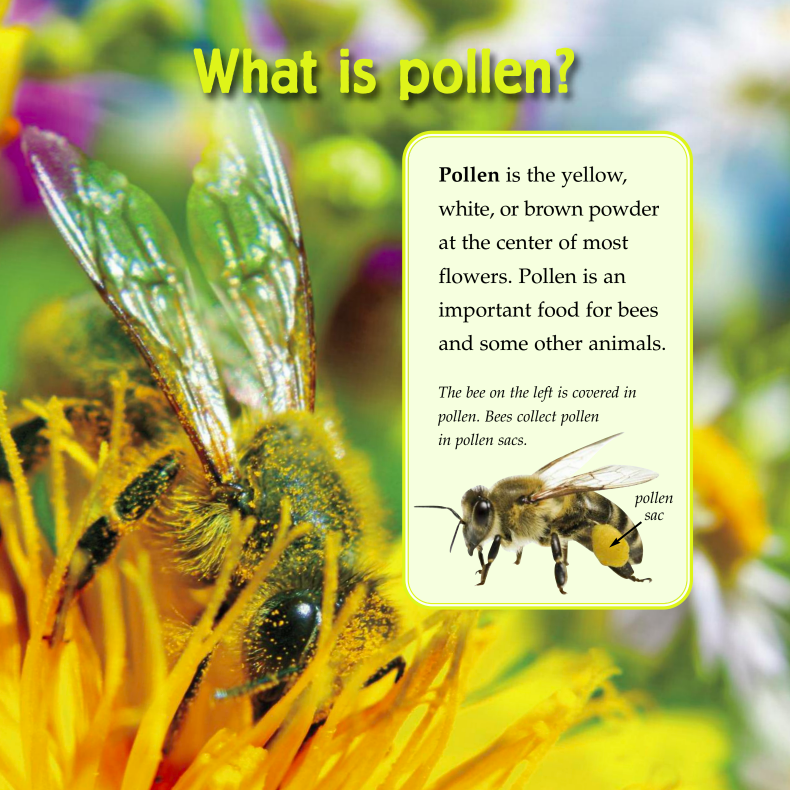 What is pollen?
Pollen is the yellow,
white, or brown powder
at the center of most
flowers. Pollen is an
important food for bees
and some other animals.
The bee on the left is covered in
pollen. Bees collect pollen
in pollen sacs.
pollen
sac